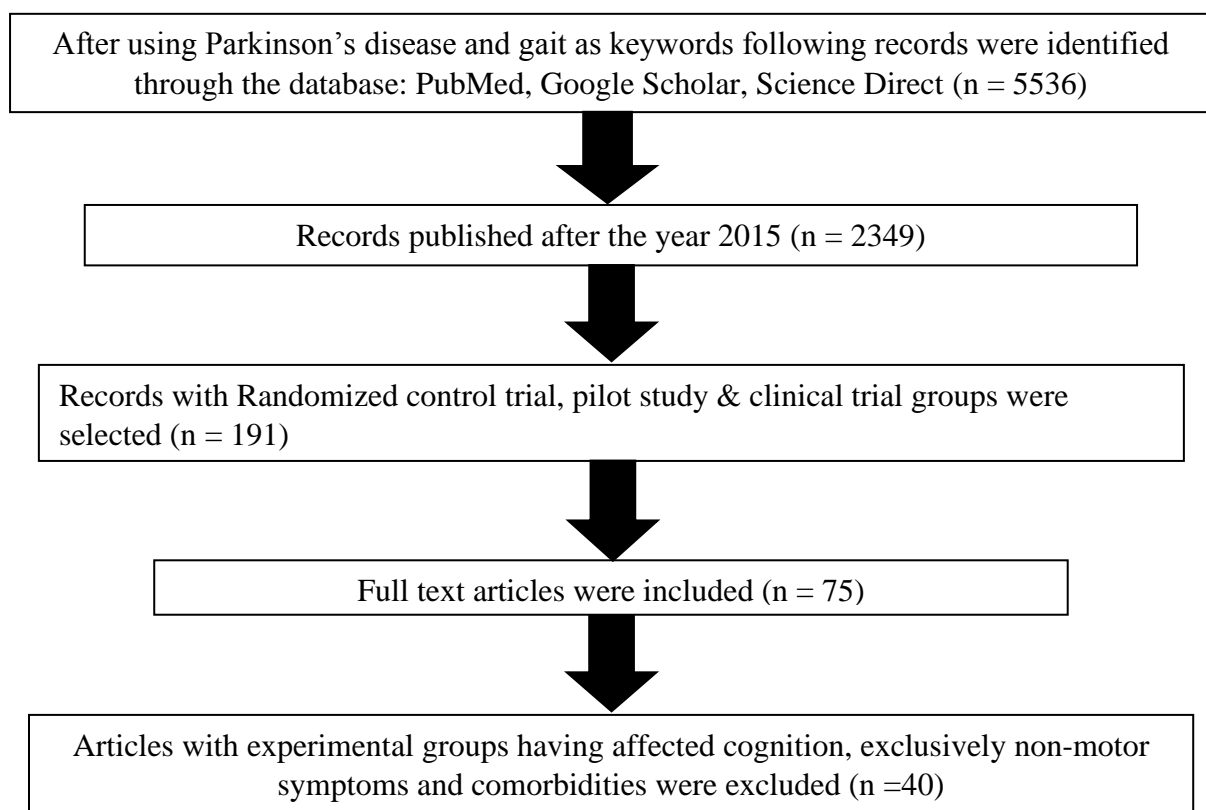 After using Parkinson’s disease and gait as keywords following records were identified
through the database: PubMed, Google Scholar, Science Direct (n = 5536)
Records published after the year 2015 (n = 2349)
Records with Randomized control trial, pilot study & clinical trial groups were
selected (n = 191)
Full text articles were included (n = 75)
Articles with experimental groups having affected cognition, exclusively non-motor
symptoms and comorbidities were excluded (n =40)